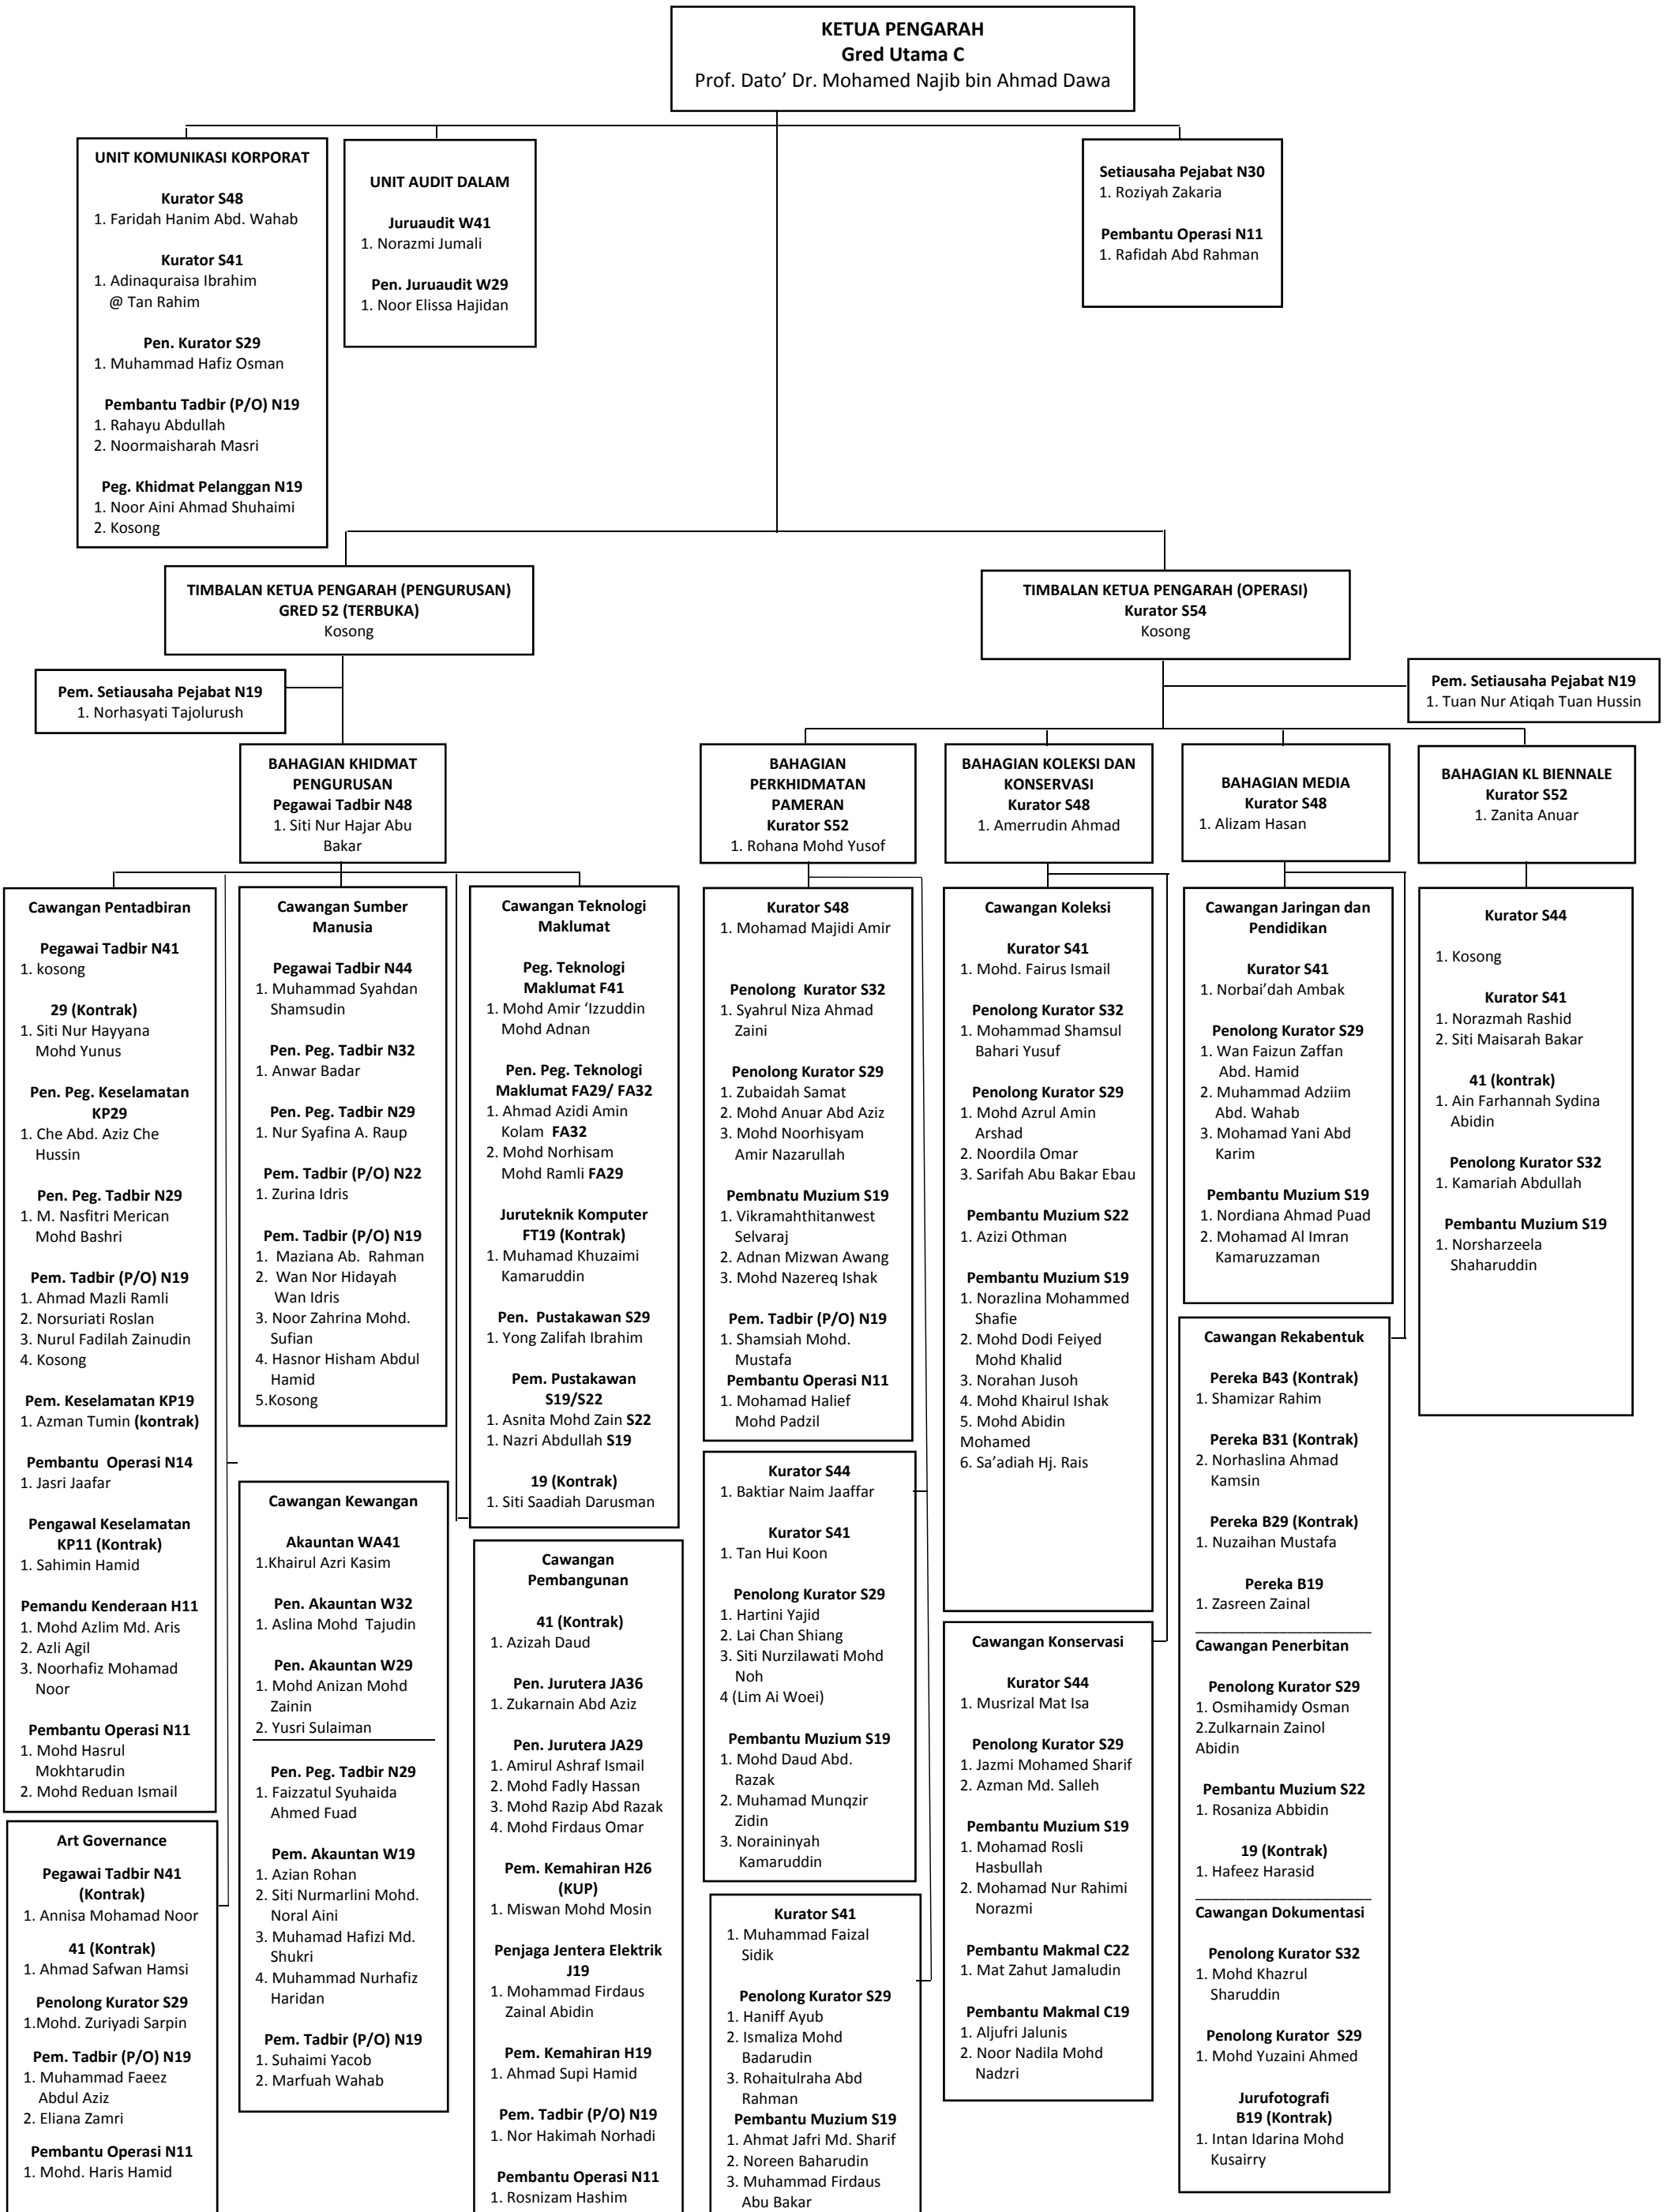 KETUA PENGARAH
Gred Utama C
Prof. Dato’ Dr. Mohamed Najib bin Ahmad Dawa
UNIT KOMUNIKASI KORPORAT
Kurator S48
1. Faridah Hanim Abd. Wahab
Kurator S41
1. Adinaquraisa Ibrahim
@ Tan Rahim
Pen. Kurator S29
1. Muhammad Hafiz Osman
Pembantu Tadbir (P/O) N19
1. Rahayu Abdullah
2. Noormaisharah Masri
Peg. Khidmat Pelanggan N19
1. Noor Aini Ahmad Shuhaimi
2. Kosong
UNIT AUDIT DALAM
Juruaudit W41
1. Norazmi Jumali
Pen. Juruaudit W29
1. Noor Elissa Hajidan
Setiausaha Pejabat N30
1. Roziyah Zakaria
Pembantu Operasi N11
1. Rafidah Abd Rahman
TIMBALAN KETUA PENGARAH (PENGURUSAN)
GRED 52 (TERBUKA)
Kosong
TIMBALAN KETUA PENGARAH (OPERASI)
Kurator S54
Kosong
Pem. Setiausaha Pejabat N19
1. Norhasyati Tajolurush
Pem. Setiausaha Pejabat N19
1. Tuan Nur Atiqah Tuan Hussin
BAHAGIAN KHIDMAT
PENGURUSAN
Pegawai Tadbir N48
1. Siti Nur Hajar Abu
Bakar
BAHAGIAN
PERKHIDMATAN
PAMERAN
Kurator S52
1. Rohana Mohd Yusof
BAHAGIAN KOLEKSI DAN
KONSERVASI
Kurator S48
1. Amerrudin Ahmad
BAHAGIAN MEDIA
Kurator S48
1. Alizam Hasan
BAHAGIAN KL BIENNALE
Kurator S52
1. Zanita Anuar
Cawangan Pentadbiran
Pegawai Tadbir N41
1. kosong
29 (Kontrak)
1. Siti Nur Hayyana
Mohd Yunus
Pen. Peg. Keselamatan
KP29
1. Che Abd. Aziz Che
Hussin
Pen. Peg. Tadbir N29
1. M. Nasfitri Merican
Mohd Bashri
Pem. Tadbir (P/O) N19
1. Ahmad Mazli Ramli
2. Norsuriati Roslan
3. Nurul Fadilah Zainudin
4. Kosong
Pem. Keselamatan KP19
1. Azman Tumin (kontrak)
Pembantu Operasi N14
1. Jasri Jaafar
Pengawal Keselamatan
KP11 (Kontrak)
1. Sahimin Hamid
Pemandu Kenderaan H11
1. Mohd Azlim Md. Aris
2. Azli Agil
3. Noorhafiz Mohamad
Noor
Pembantu Operasi N11
1. Mohd Hasrul
Mokhtarudin
2. Mohd Reduan Ismail
Art Governance
Pegawai Tadbir N41
(Kontrak)
1. Annisa Mohamad Noor
41 (Kontrak)
1. Ahmad Safwan Hamsi
Penolong Kurator S29
1.Mohd. Zuriyadi Sarpin
Pem. Tadbir (P/O) N19
1. Muhammad Faeez
Abdul Aziz
2. Eliana Zamri
Pembantu Operasi N11
1. Mohd. Haris Hamid
Cawangan Sumber
Manusia
Pegawai Tadbir N44
1. Muhammad Syahdan
Shamsudin
Pen. Peg. Tadbir N32
1. Anwar Badar
Pen. Peg. Tadbir N29
1. Nur Syafina A. Raup
Pem. Tadbir (P/O) N22
1. Zurina Idris
Pem. Tadbir (P/O) N19
1. Maziana Ab. Rahman
2. Wan Nor Hidayah
Wan Idris
3. Noor Zahrina Mohd.
Sufian
4. Hasnor Hisham Abdul
Hamid
5.Kosong
Cawangan Kewangan
Akauntan WA41
1.Khairul Azri Kasim
Pen. Akauntan W32
1. Aslina Mohd Tajudin
Pen. Akauntan W29
1. Mohd Anizan Mohd
Zainin
2. Yusri Sulaiman
Pen. Peg. Tadbir N29
1. Faizzatul Syuhaida
Ahmed Fuad
Pem. Akauntan W19
1. Azian Rohan
2. Siti Nurmarlini Mohd.
Noral Aini
3. Muhamad Hafizi Md.
Shukri
4. Muhammad Nurhafiz
Haridan
Pem. Tadbir (P/O) N19
1. Suhaimi Yacob
2. Marfuah Wahab
Cawangan Teknologi
Maklumat
Peg. Teknologi
Maklumat F41
1. Mohd Amir ‘Izzuddin
Mohd Adnan
Pen. Peg. Teknologi
Maklumat FA29/ FA32
1. Ahmad Azidi Amin
Kolam FA32
2. Mohd Norhisam
Mohd Ramli FA29
Juruteknik Komputer
FT19 (Kontrak)
1. Muhamad Khuzaimi
Kamaruddin
Pen. Pustakawan S29
1. Yong Zalifah Ibrahim
Pem. Pustakawan
S19/S22
1. Asnita Mohd Zain S22
1. Nazri Abdullah S19
19 (Kontrak)
1. Siti Saadiah Darusman
Cawangan
Pembangunan
41 (Kontrak)
1. Azizah Daud
Pen. Jurutera JA36
1. Zukarnain Abd Aziz
Pen. Jurutera JA29
1. Amirul Ashraf Ismail
2. Mohd Fadly Hassan
3. Mohd Razip Abd Razak
4. Mohd Firdaus Omar
Pem. Kemahiran H26
(KUP)
1. Miswan Mohd Mosin
Penjaga Jentera Elektrik
J19
1. Mohammad Firdaus
Zainal Abidin
Pem. Kemahiran H19
1. Ahmad Supi Hamid
Pem. Tadbir (P/O) N19
1. Nor Hakimah Norhadi
Pembantu Operasi N11
1. Rosnizam Hashim
Kurator S48
1. Mohamad Majidi Amir
Penolong Kurator S32
1. Syahrul Niza Ahmad
Zaini
Penolong Kurator S29
1. Zubaidah Samat
2. Mohd Anuar Abd Aziz
3. Mohd Noorhisyam
Amir Nazarullah
Pembnatu Muzium S19
1. Vikramahthitanwest
Selvaraj
2. Adnan Mizwan Awang
3. Mohd Nazereq Ishak
Pem. Tadbir (P/O) N19
1. Shamsiah Mohd.
Mustafa
Pembantu Operasi N11
1. Mohamad Halief
Mohd Padzil
Kurator S44
1. Baktiar Naim Jaaffar
Kurator S41
1. Tan Hui Koon
Penolong Kurator S29
1. Hartini Yajid
2. Lai Chan Shiang
3. Siti Nurzilawati Mohd
Noh
4 (Lim Ai Woei)
Pembantu Muzium S19
1. Mohd Daud Abd.
Razak
2. Muhamad Munqzir
Zidin
3. Noraininyah
Kamaruddin
Kurator S41
1. Muhammad Faizal
Sidik
Penolong Kurator S29
1. Haniff Ayub
2. Ismaliza Mohd
Badarudin
3. Rohaitulraha Abd
Rahman
Pembantu Muzium S19
1. Ahmat Jafri Md. Sharif
2. Noreen Baharudin
3. Muhammad Firdaus
Abu Bakar
Cawangan Koleksi
Kurator S41
1. Mohd. Fairus Ismail
Penolong Kurator S32
1. Mohammad Shamsul
Bahari Yusuf
Penolong Kurator S29
1. Mohd Azrul Amin
Arshad
2. Noordila Omar
3. Sarifah Abu Bakar Ebau
Pembantu Muzium S22
1. Azizi Othman
Pembantu Muzium S19
1. Norazlina Mohammed
Shafie
2. Mohd Dodi Feiyed
Mohd Khalid
3. Norahan Jusoh
4. Mohd Khairul Ishak
5. Mohd Abidin
Mohamed
6. Sa’adiah Hj. Rais
Cawangan Konservasi
Kurator S44
1. Musrizal Mat Isa
Penolong Kurator S29
1. Jazmi Mohamed Sharif
2. Azman Md. Salleh
Pembantu Muzium S19
1. Mohamad Rosli
Hasbullah
2. Mohamad Nur Rahimi
Norazmi
Pembantu Makmal C22
1. Mat Zahut Jamaludin
Pembantu Makmal C19
1. Aljufri Jalunis
2. Noor Nadila Mohd
Nadzri
Cawangan Jaringan dan
Pendidikan
Kurator S41
1. Norbai’dah Ambak
Penolong Kurator S29
1. Wan Faizun Zaffan
Abd. Hamid
2. Muhammad Adziim
Abd. Wahab
3. Mohamad Yani Abd
Karim
Pembantu Muzium S19
1. Nordiana Ahmad Puad
2. Mohamad Al Imran
Kamaruzzaman
Cawangan Rekabentuk
Pereka B43 (Kontrak)
1. Shamizar Rahim
Pereka B31 (Kontrak)
2. Norhaslina Ahmad
Kamsin
Pereka B29 (Kontrak)
1. Nuzaihan Mustafa
Pereka B19
1. Zasreen Zainal
Cawangan Penerbitan
Penolong Kurator S29
1. Osmihamidy Osman
2.Zulkarnain Zainol
Abidin
Pembantu Muzium S22
1. Rosaniza Abbidin
19 (Kontrak)
1. Hafeez Harasid
Cawangan Dokumentasi
Penolong Kurator S32
1. Mohd Khazrul
Sharuddin
Penolong Kurator S29
1. Mohd Yuzaini Ahmed
Jurufotografi
B19 (Kontrak)
1. Intan Idarina Mohd
Kusairry
Kurator S44
1. Kosong
Kurator S41
1. Norazmah Rashid
2. Siti Maisarah Bakar
41 (kontrak)
1. Ain Farhannah Sydina
Abidin
Penolong Kurator S32
1. Kamariah Abdullah
Pembantu Muzium S19
1. Norsharzeela
Shaharuddin